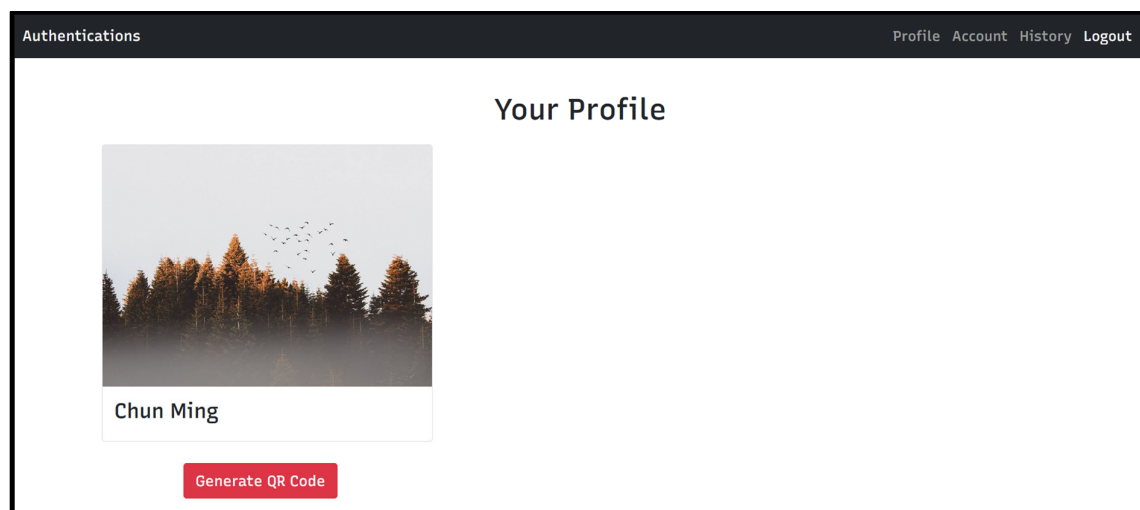 Authentications Profile Account History Logout
Your Profile
Chun Ming
Generate QR Code